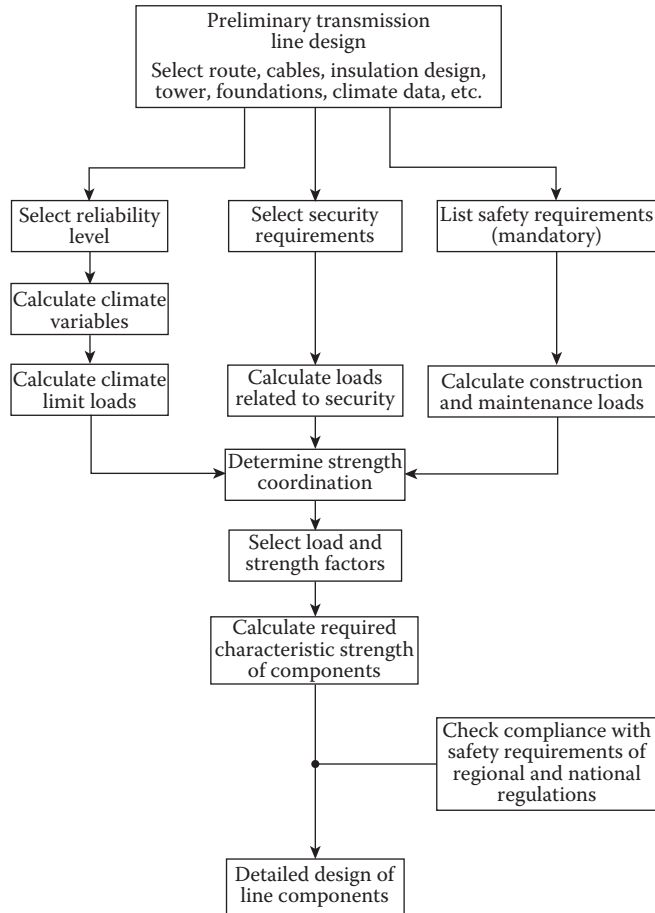 Preliminary transmission
line design
Select route, cables, insulation design,
tower, foundations, climate data, etc.
Select reliability
level
Select security
requirements
List safety requirements
(mandatory)
Calculate climate
variables
Calculate climate
limit loads
Calculate loads
related to security
Calculate construction
and maintenance loads
Determine strength
coordination
Select load and
strength factors
Calculate required
characteristic strength
of components
Check compliance with
safety requirements of
regional and national
regulations
Detailed design of
line components